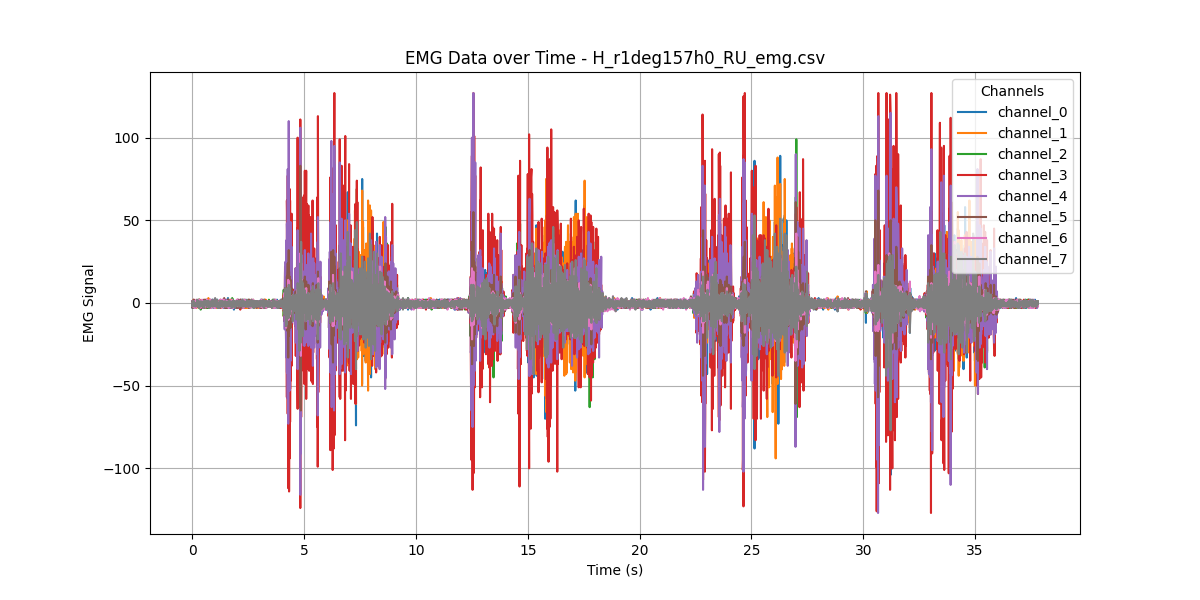 EMG Data over Time - H_r1deg157h0_RU_emg.csv
Channels
channel_0
channel_1
channel_2
channel_3
channel_4
channel_5
channel_6
channel_7
EMG Signal
100
50
0
−50
−100
0 5 10 15 20 25 30 35
Time (s)